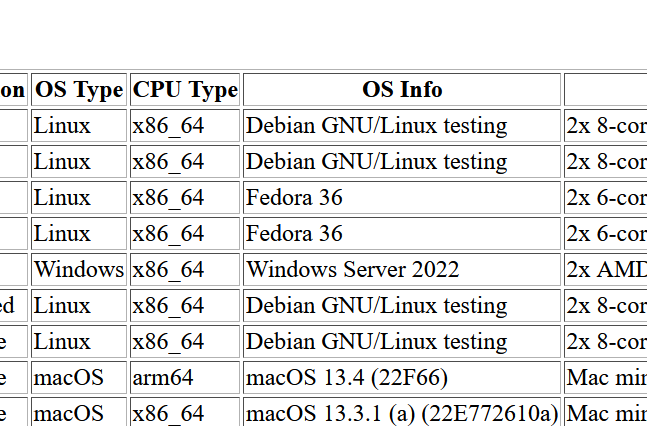 on OS Type CPU Type OS Info
Linux x86_64 Debian GNU/Linux testing 2x 8-cor
Linux x86_64 Debian GNU/Linux testing 2x 8-cor
Linux x86_64 Fedora 36 2x 6-cor
Linux x86_64 Fedora 36 2x 6-cor
Windows x86_64 Windows Server 2022 2x AMD
ed Linux x86_64 Debian GNU/Linux testing 2x 8-cor
e Linux x86_64 Debian GNU/Linux testing 2x 8-cor
e macOS arm64 macOS 13.4 (22F66) Mac min
e macOS x86_64 macOS 13.3.1 (a) (22E772610a) Mac min